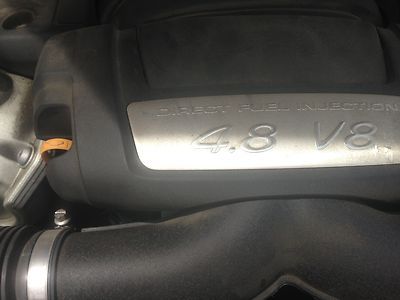 DIRECT FUEL INJECTION
4.8 V8